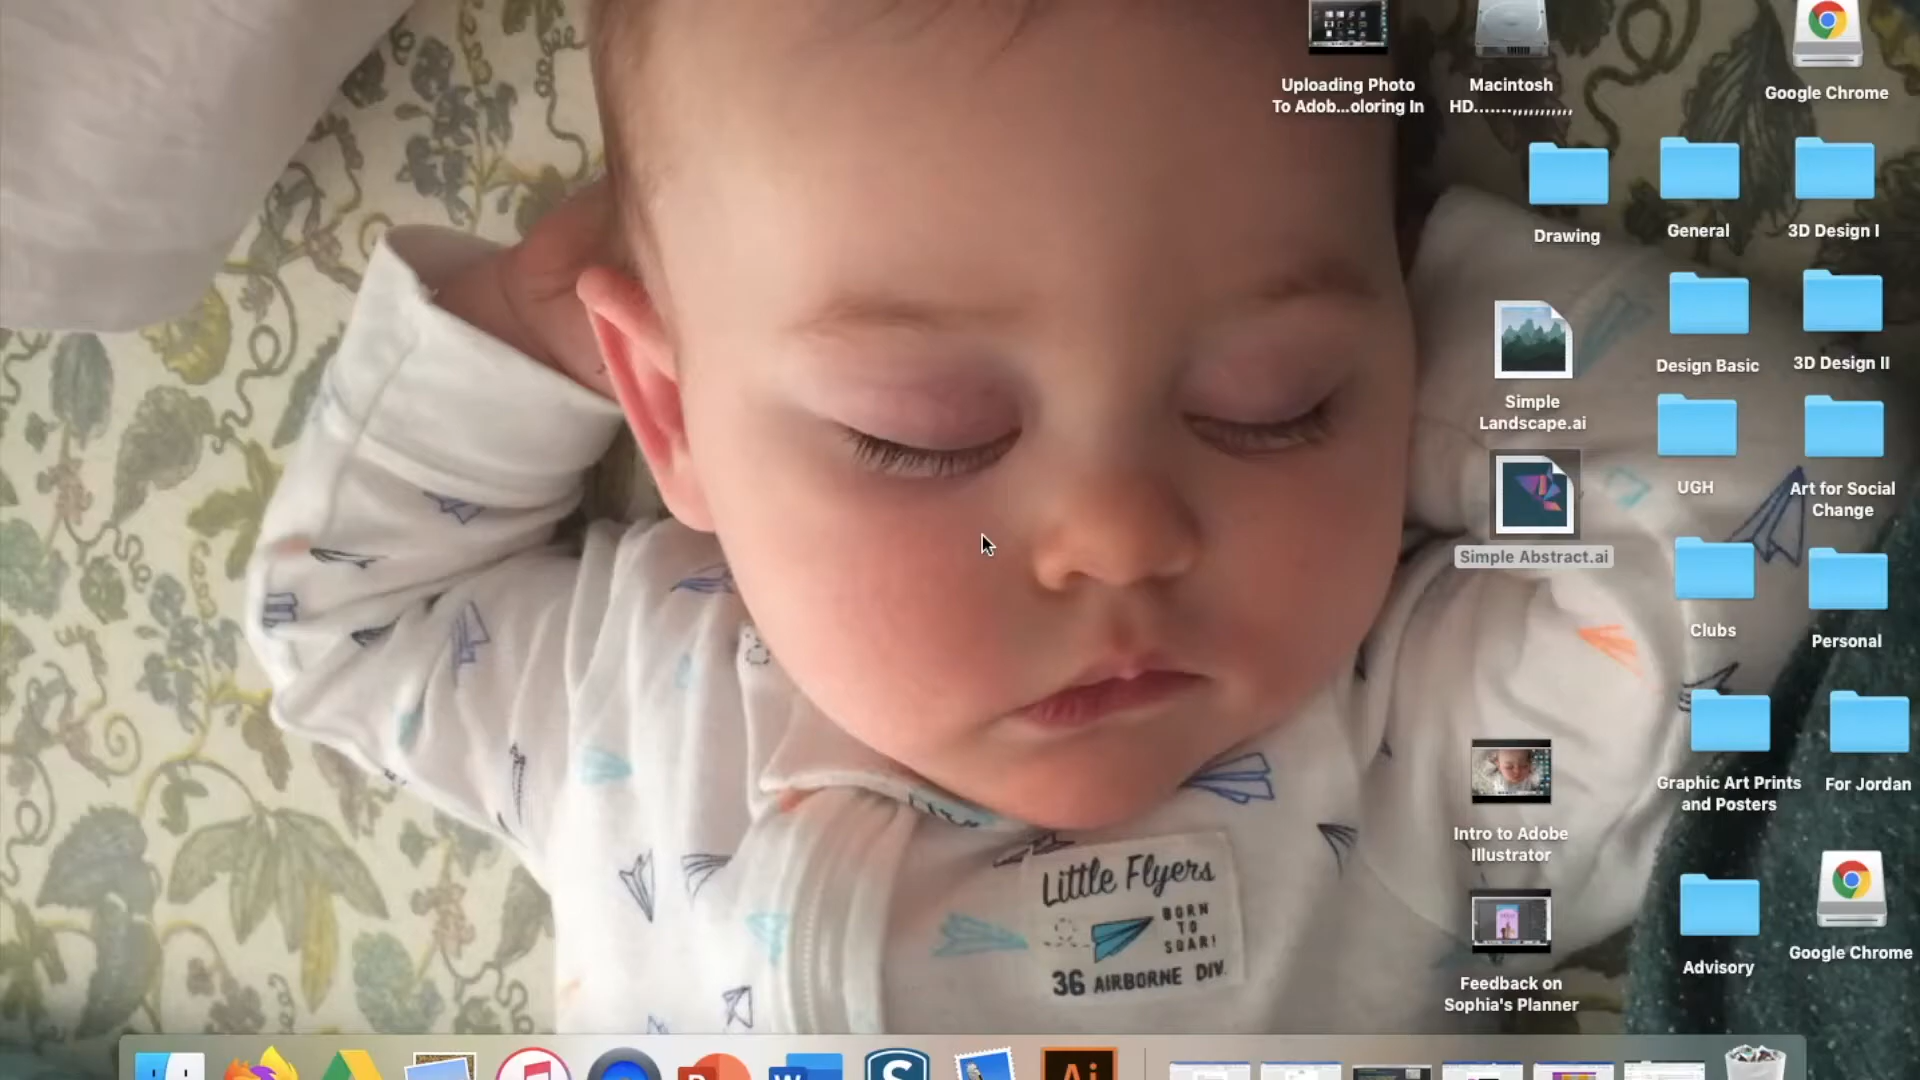 Uploading Photo
To Adob...oloring In
Macintosh
HD.......,,,,,,,,,,,,
Google Chrome
Drawing
General
3D Design I
Simple
Landscape.ai
Design Basic
3D Design II
UGH
Art for Social
Change
Simple Abstract.ai
Clubs
Personal
Graphic Art Prints
and Posters
For Jordan
Intro to Adobe
Illustrator
Feedback on
Sophia's Planner
Advisory
Google Chrome
Little Flyers
BORN
TO
SOAR!
36 AIRBORNE DIV.
P
W
S
Ai